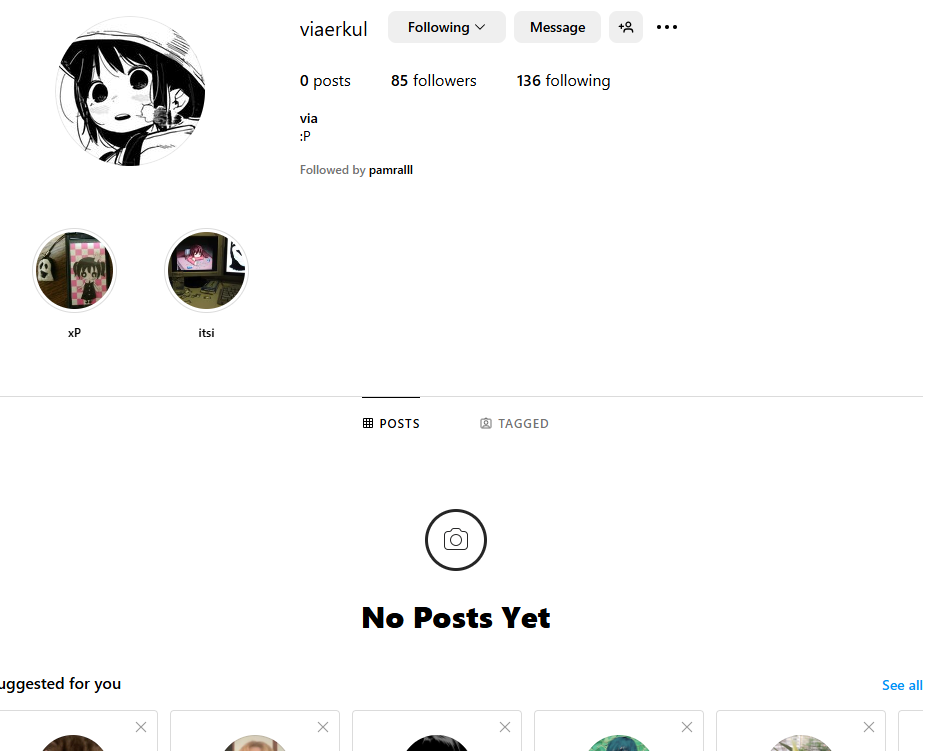 viaerkul Following Message
0 posts 85 followers 136 following
via
:P
Followed by pamralll
xP itsi
POSTS TAGGED
No Posts Yet
uggested for you See all